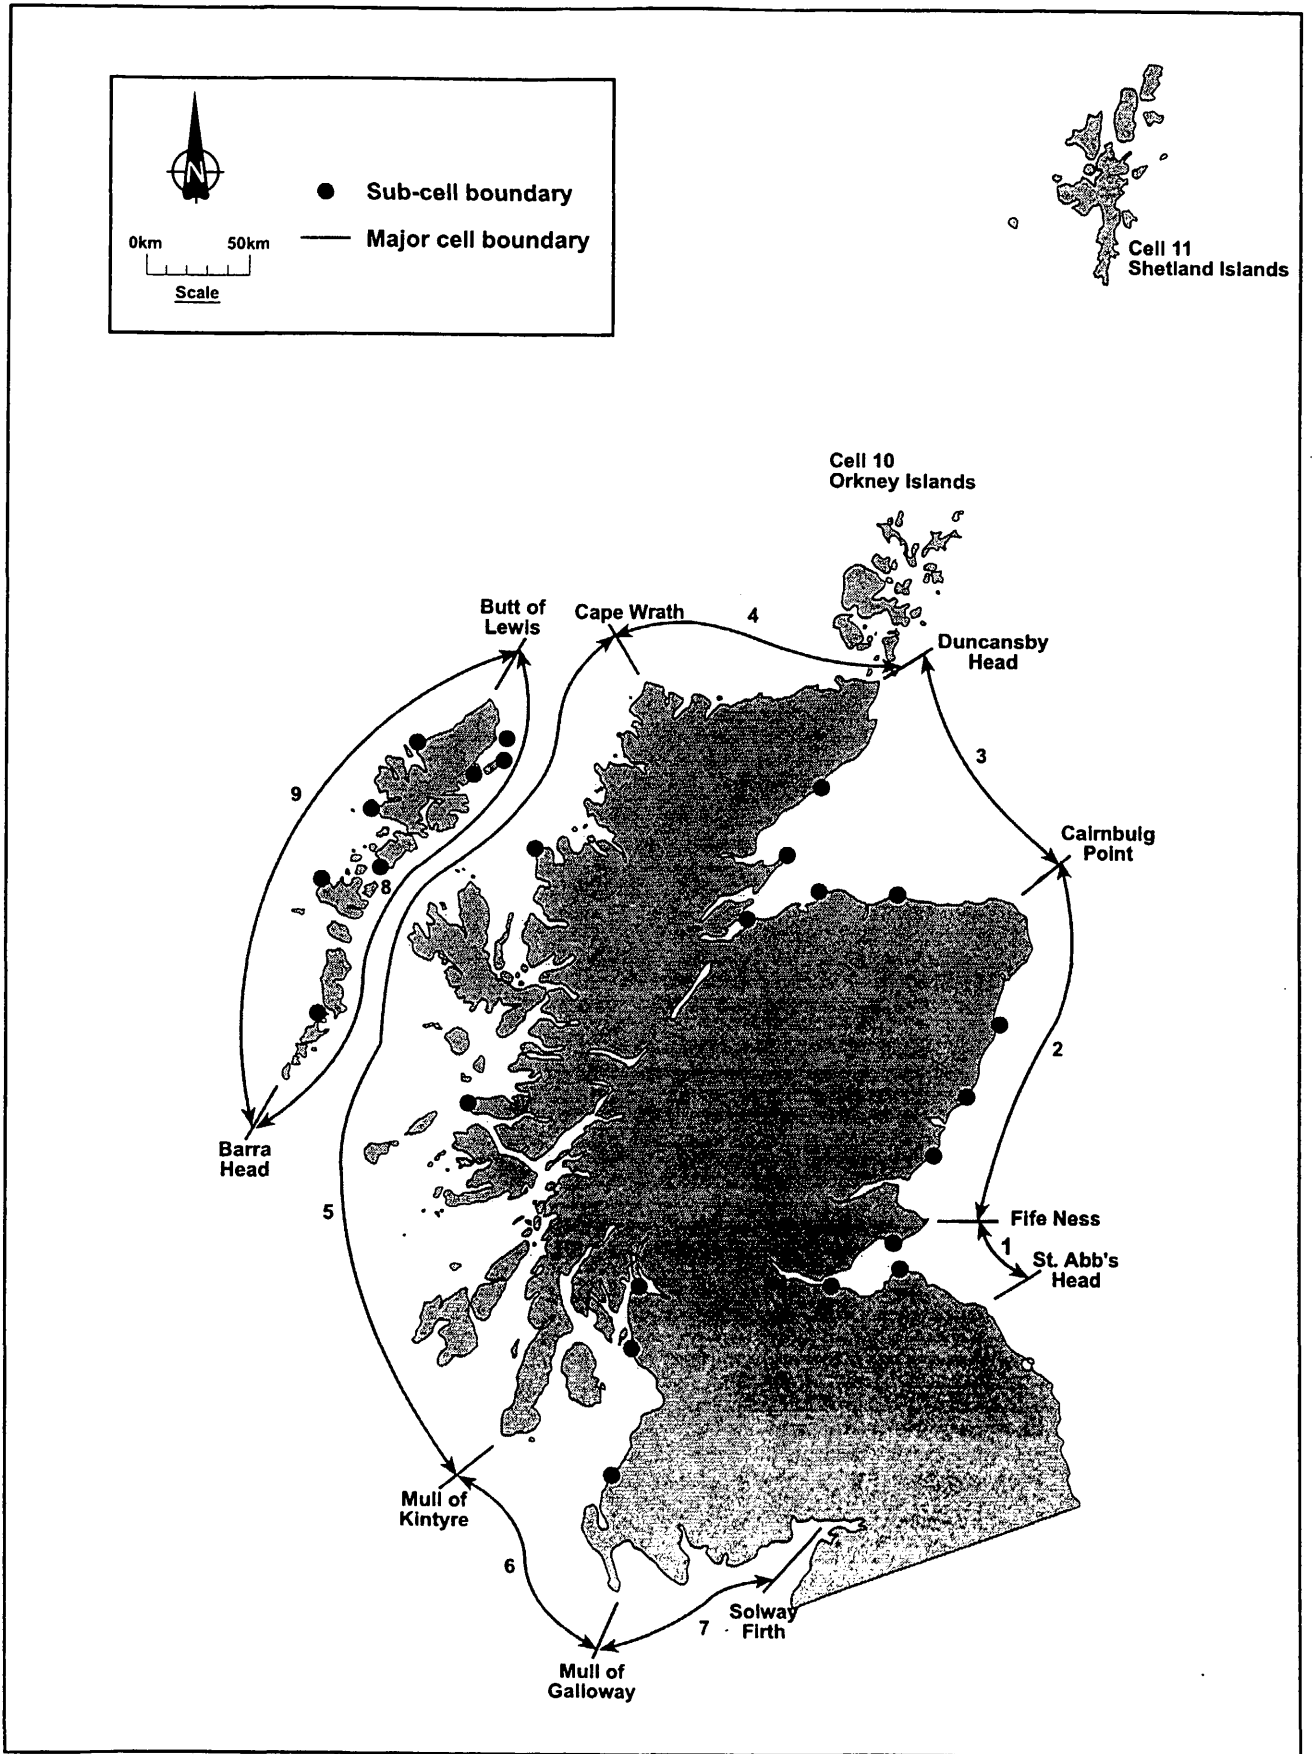 N
Sub-cell boundary
0km 50km
Major cell boundary
Scale
Cell 11
Shetland Islands
Cell 10
Orkney Islands
Butt of
Lewis
Cape Wrath
4
Duncansby
Head
3
9
Cairnbulg
Point
8
2
Barra
Head
5
Fife Ness
1
St. Abb's
Head
Mull of
Kintyre
6
7
Solway
Firth
Mull of
Galloway